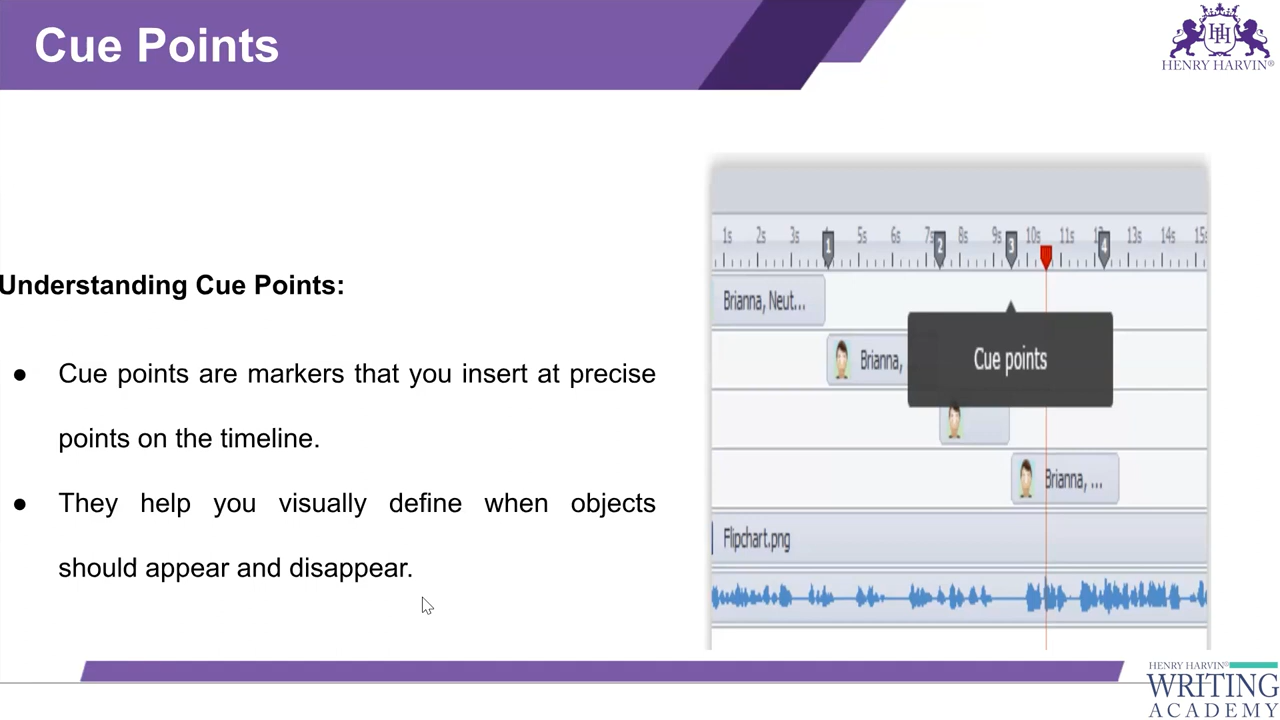 Cue Points
HH
HENRY HARVIN®
Understanding Cue Points:
● Cue points are markers that you insert at precise
points on the timeline.
● They help you visually define when objects
should appear and disappear.
1s 2s 3s 5s 6s 7s 8s 9s 10s 11s 13s 14s 15s
1 2 3 4
Brianna, Neut...
Brianna,
Cue points
Brianna, ...
Flipchart.png
HENRY HARVIN®
WRITING
ACADEMY